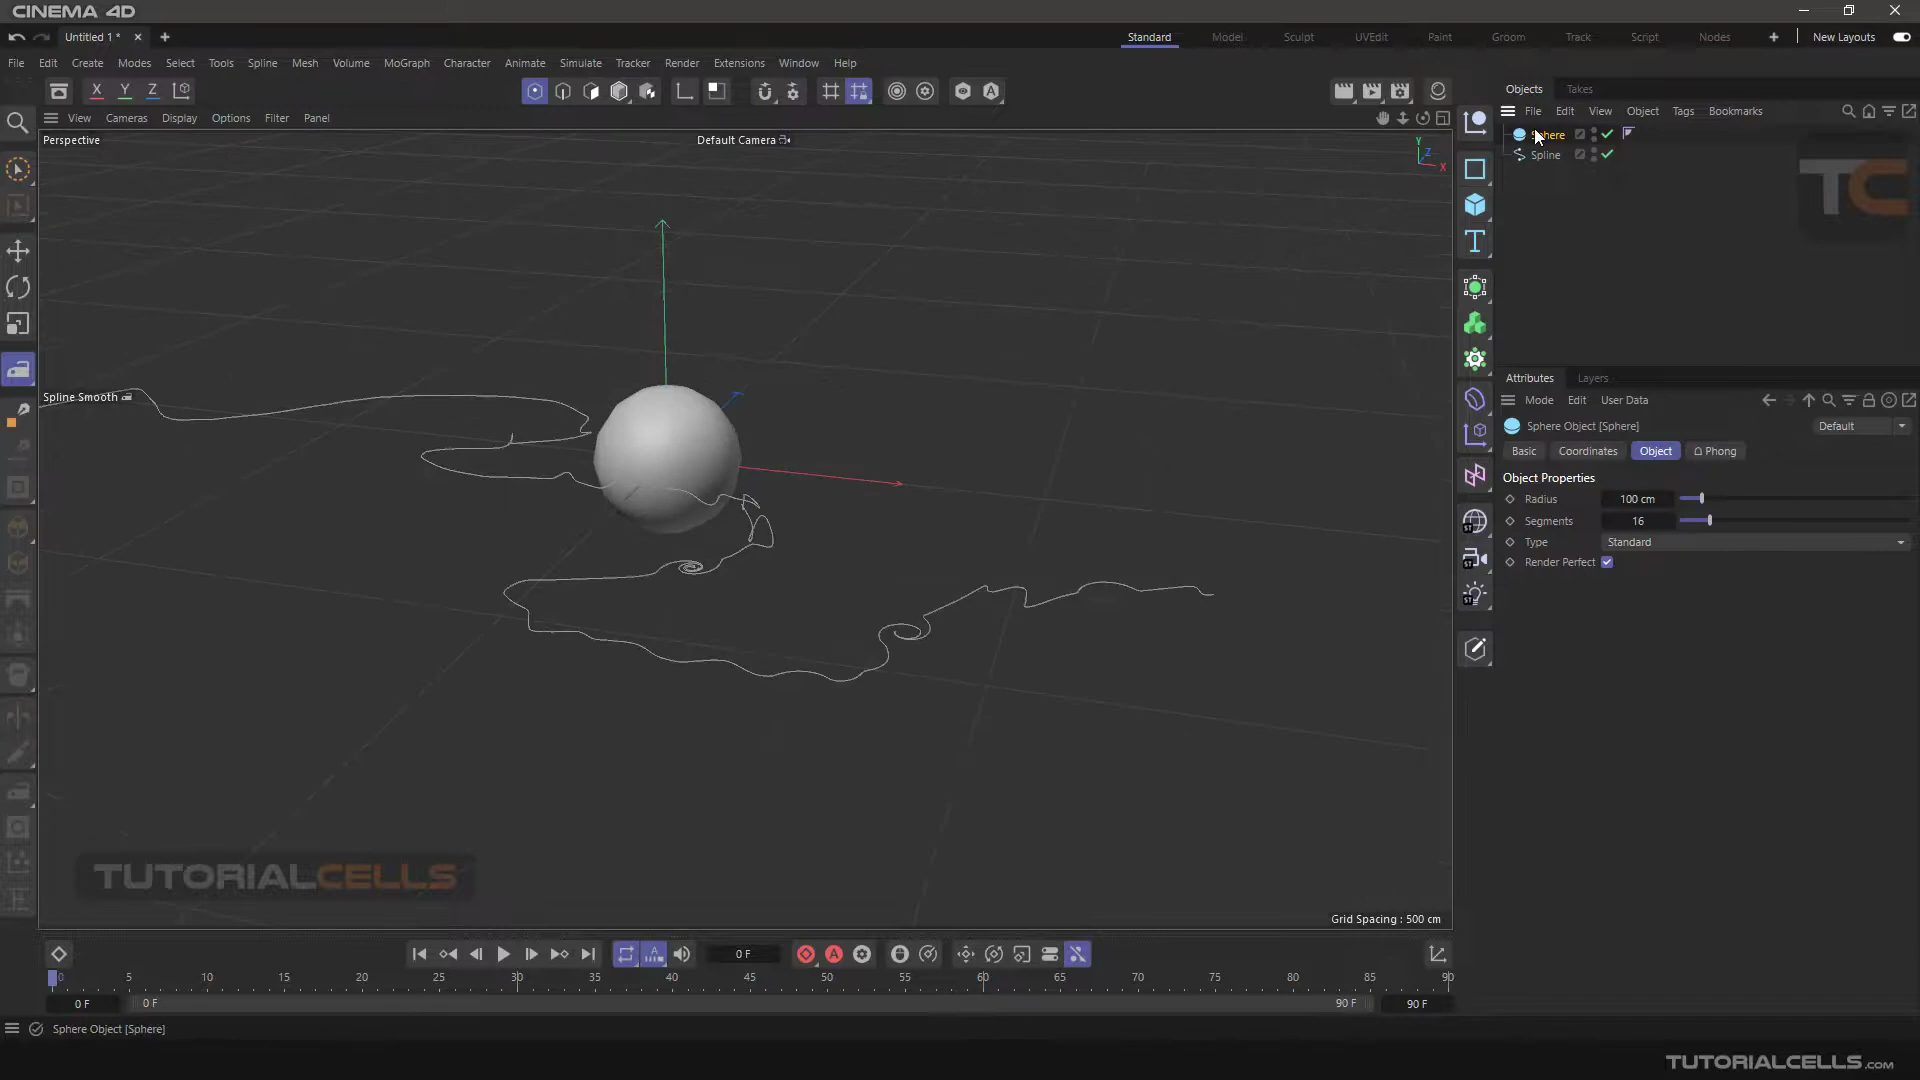 CINEMA 4D
Untitled 1 *
Standard Model Sculpt UVEdit Paint Groom Track Script Nodes New Layouts
File Edit Create Modes Select Tools Spline Mesh Volume MoGraph Character Animate Simulate Tracker Render Extensions Window Help
X Y Z
Objects Takes
File Edit View Object Tags Bookmarks
View Cameras Display Options Filter Panel
Perspective
Default Camera
Y
Z
X
Sphere
Spline
TC
Spline Smooth
Attributes Layers
Mode Edit User Data
Sphere Object [Sphere]
Default
Basic Coordinates Object Phong
Object Properties
Radius 100 cm
Segments 16
Type Standard
Render Perfect
ST
ST
ST
TUTORIALCELLS
Grid Spacing : 500 cm
0 F
0 5 10 15 20 25 30 35 40 45 50 55 60 65 70 75 80 85 90
0 F 0 F 90 F 90 F
Sphere Object [Sphere]
TUTORIALCELLS.com